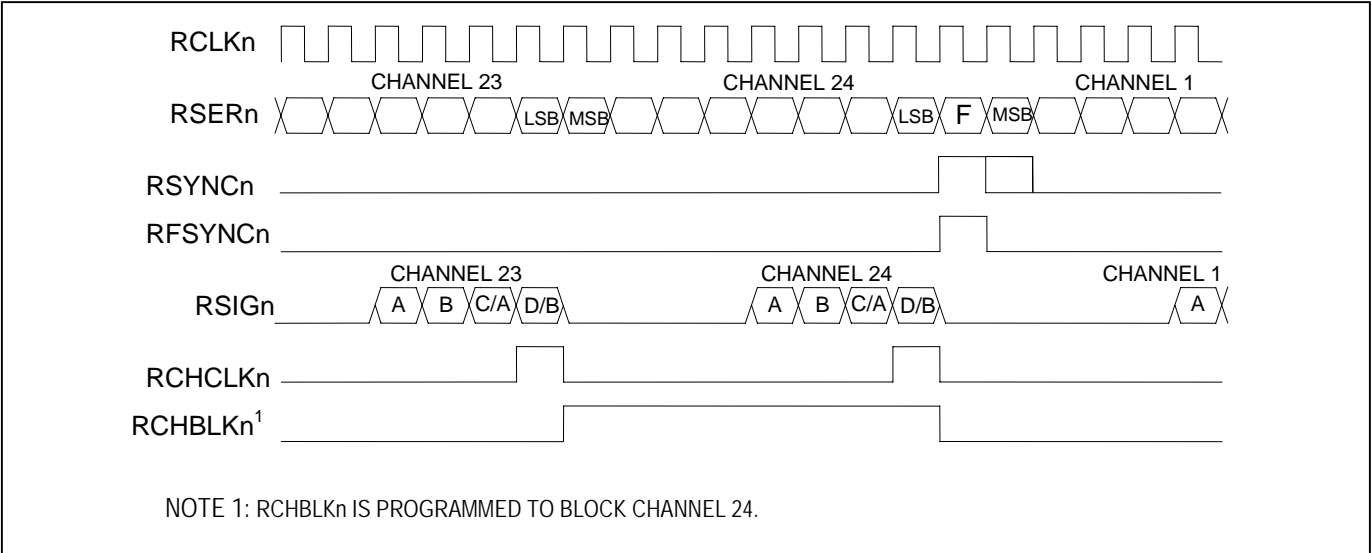 RCLKn
CHANNEL 23 CHANNEL 24 CHANNEL 1
RSERn LSB MSB LSB F MSB
RSYNCn
RFSYNCn
CHANNEL 23 CHANNEL 24 CHANNEL 1
RSIGn A B C/A D/B A B C/A D/B A
RCHCLKn
RCHBLKn1
NOTE 1: RCHBLKn IS PROGRAMMED TO BLOCK CHANNEL 24.